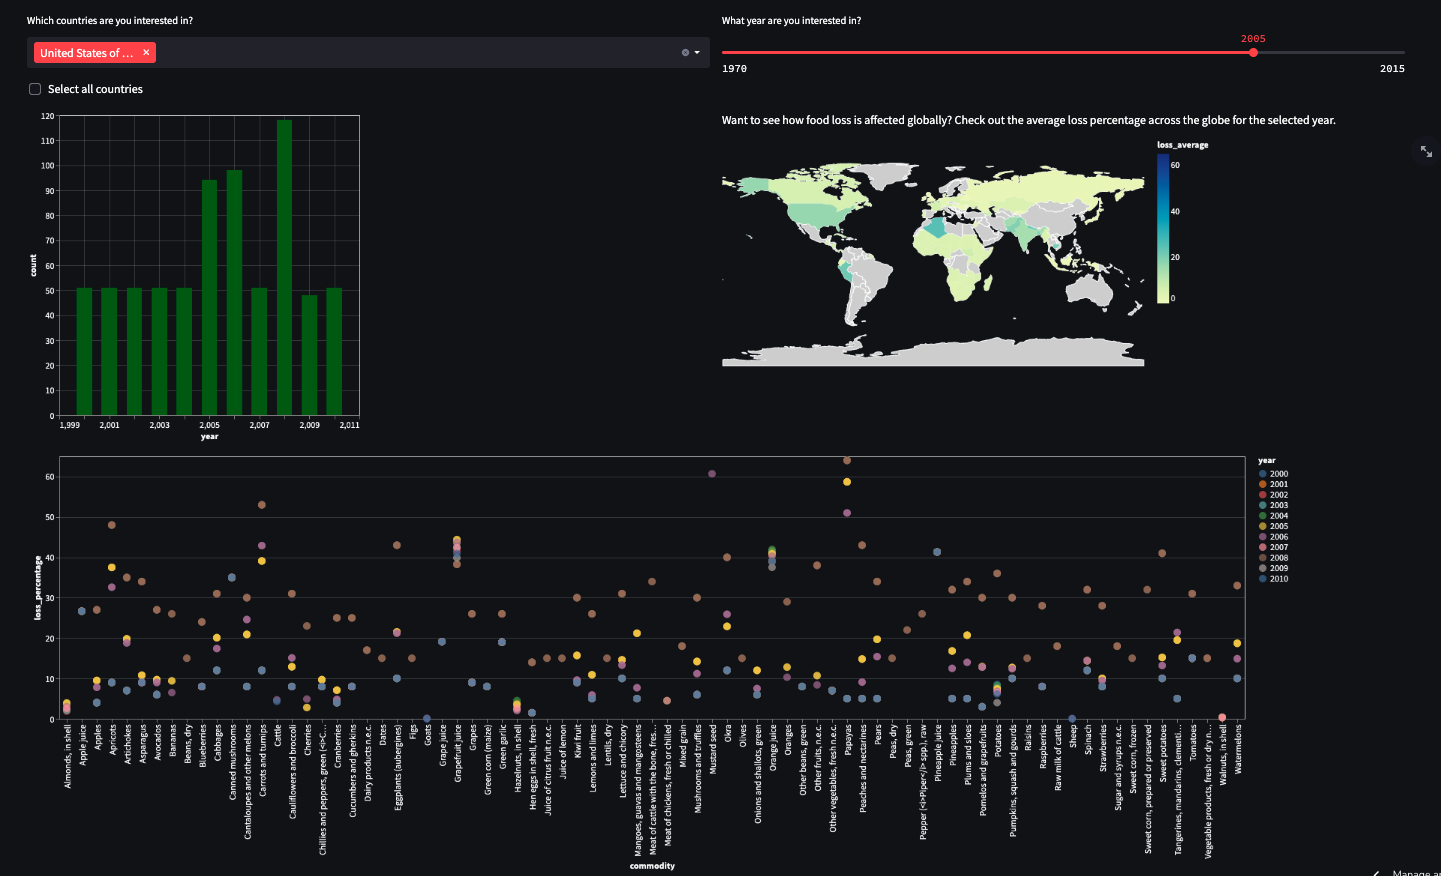 Which countries are you interested in?
United States of ...
Select all countries
What year are you interested in?
2005
1970
2015
120
110
100
90
80
70
60
50
40
30
20
10
0
count
1,999
2,001
2,003
2,005
2,007
2,009
2,011
year
Want to see how food loss is affected globally? Check out the average loss percentage across the globe for the selected year.
loss_average
60
40
20
0
60
50
40
30
20
10
0
loss_percentage
Almonds, in shell
Apple juice
Apples
Apricots
Artichokes
Asparagus
Avocados
Bananas
Beans, dry
Blueberries
Cabbages
Canned mushrooms
Cantaloupes and other melons
Carrots and turnips
Cattle
Cauliflowers and broccoli
Cherries
Chillies and peppers, green (<i>C...
Cranberries
Cucumbers and gherkins
Dairy products n.e.c.
Dates
Eggplants (aubergines)
Figs
Goats
Grape juice
Grapefruit juice
Grapes
Green corn (maize)
Green garlic
Hazelnuts, in shell
Hen eggs in shell, fresh
Juice of citrus fruit n.e.c.
Juice of lemon
Kiwi fruit
Lemons and limes
Lentils, dry
Lettuce and chicory
Mangoes, guavas and mangosteens
Meat of cattle with the bone, fres...
Meat of chickens, fresh or chilled
Mixed grain
Mushrooms and truffles
Mustard seed
Okra
Olives
Onions and shallots, green
Orange juice
Oranges
Other beans, green
Other fruits, n.e.c.
Other vegetables, fresh n.e.c.
Papayas
Peaches and nectarines
Pears
Peas, dry
Peas, green
Pepper (<i>Piper</i> spp.), raw
Pineapple juice
Pineapples
Plums and sloes
Pomelos and grapefruits
Potatoes
Pumpkins, squash and gourds
Raisins
Raspberries
Raw milk of cattle
Sheep
Spinach
Strawberries
Sugar and syrups n.e.c.
Sweet corn, frozen
Sweet corn, prepared or preserved
Sweet potatoes
Tangerines, mandarins, clementi...
Tomatoes
Vegetable products, fresh or dry n...
Walnuts, in shell
Watermelons
commodity
year
2000
2001
2002
2003
2004
2005
2006
2007
2008
2009
2010